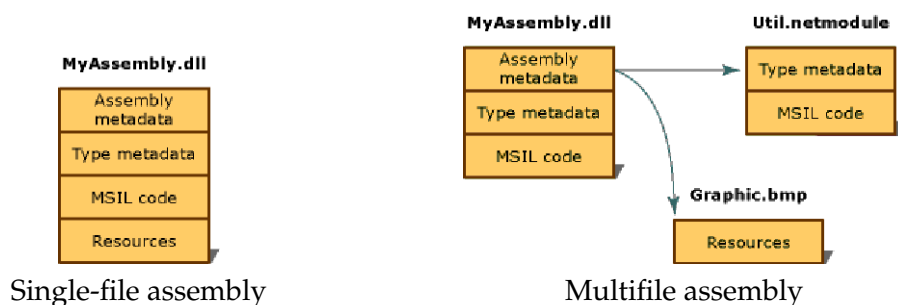 MyAssembly.dll
Assembly
metadata
Type metadata
MSIL code
Resources
Single-file assembly
MyAssembly.dll
Assembly
metadata
Type metadata
MSIL code
Util.netmodule
Type metadata
MSIL code
Graphic.bmp
Resources
Multifile assembly